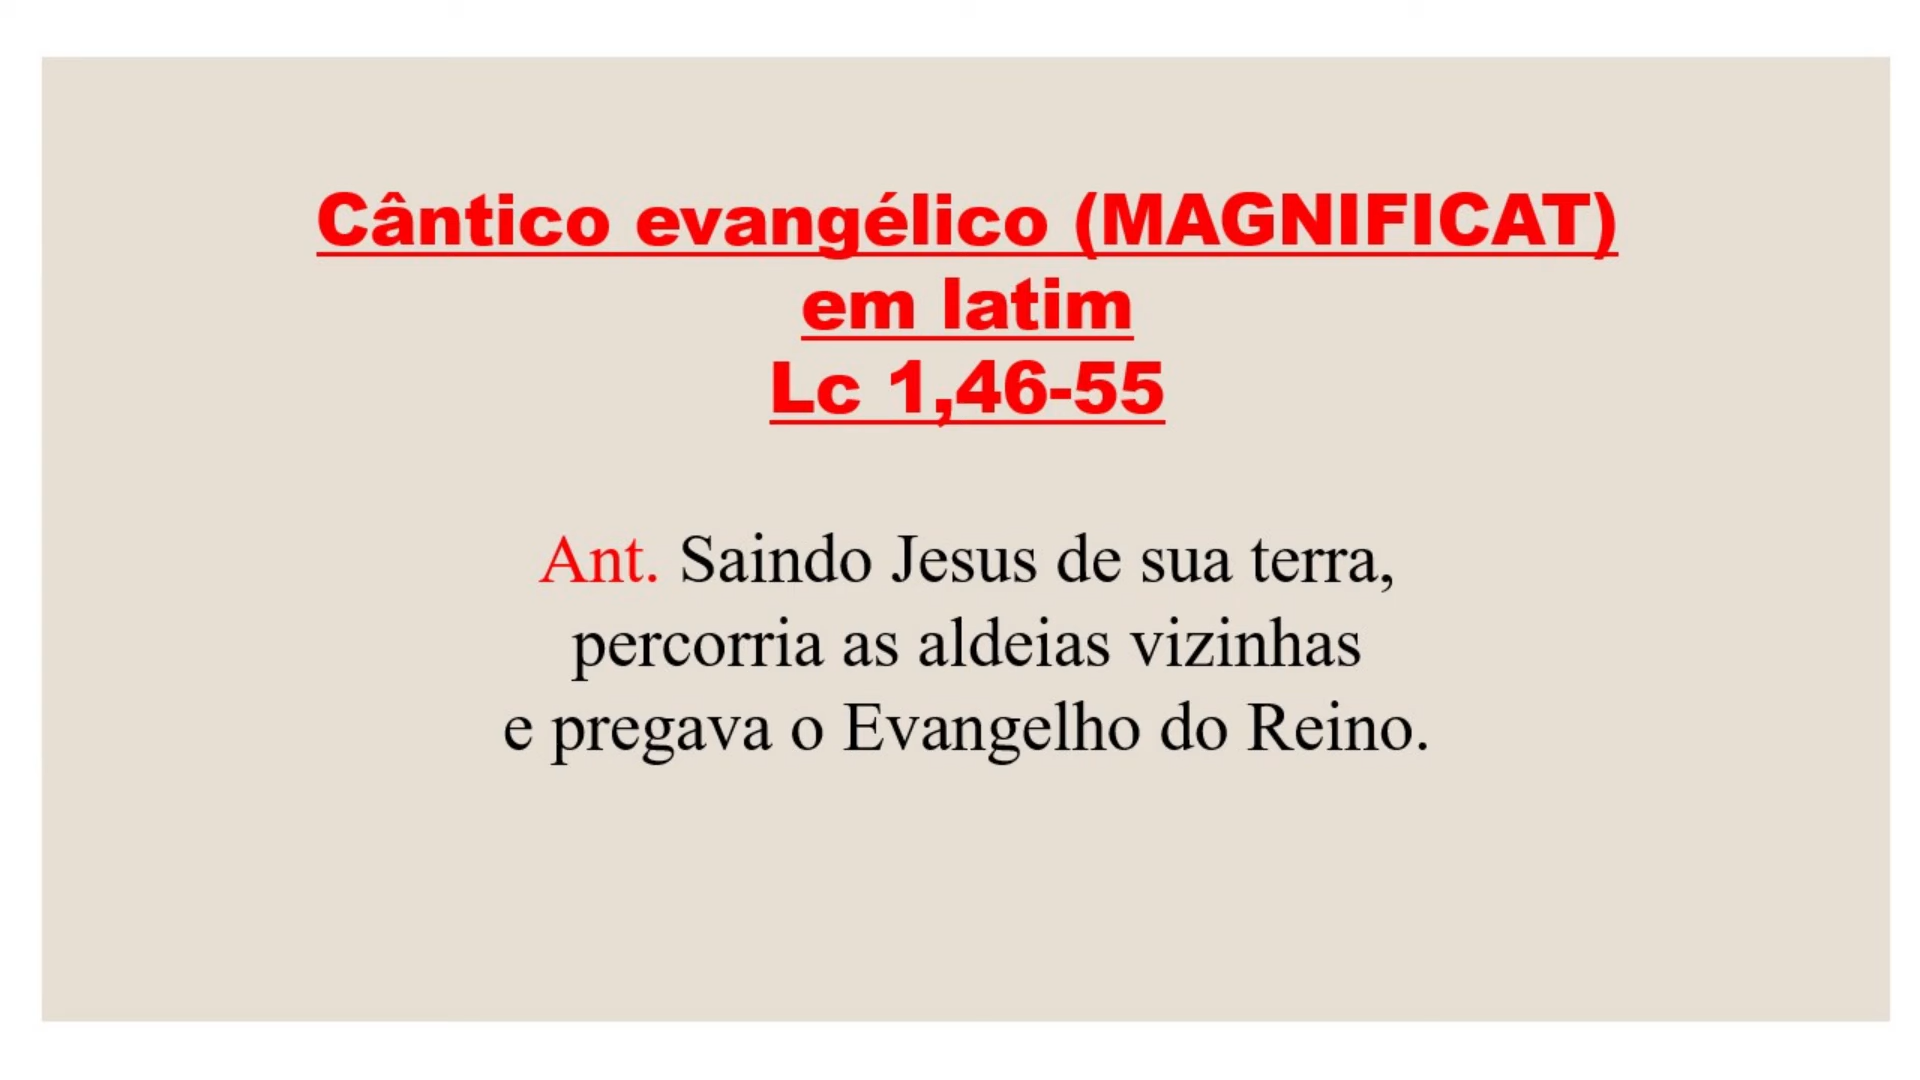 Cântico evangélico (MAGNIFICAT)
em latim
Lc 1,46-55
Ant. Saindo Jesus de sua terra,
percorria as aldeias vizinhas
e pregava o Evangelho do Reino.